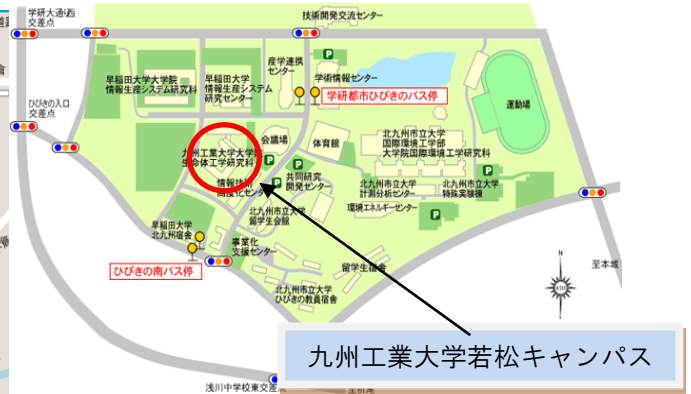 学研大通り西
交差点
技術開発交流センター
早稲田大学大学院
情報生産システム研究科
早稲田大学
情報生産システム
研究センター
産学連携
センター
P
学術情報センター
学研都市ひびきのバス停
運動場
ひびきの入口
交差点
九州工業大学大学院
生命体工学研究科
会議場
P
体育館
北九州市立大学
国際環境工学部
大学院国際環境工学研究科
P
P
P
共同研究
開発センター
情報技術
高度化センター
北九州市立大学
計測分析センター
北九州市立大学
特殊実験棟
環境エネルギーセンター
P
北九州市立大学
留学生会館
早稲田大学
北九州宿舎
事業化
支援センター
ひびきの南バス停
留学生宿舎
至本城
N
北九州市立大学
ひびきの教員宿舎
九州工業大学若松キャンパス
浅川中学校東交差点